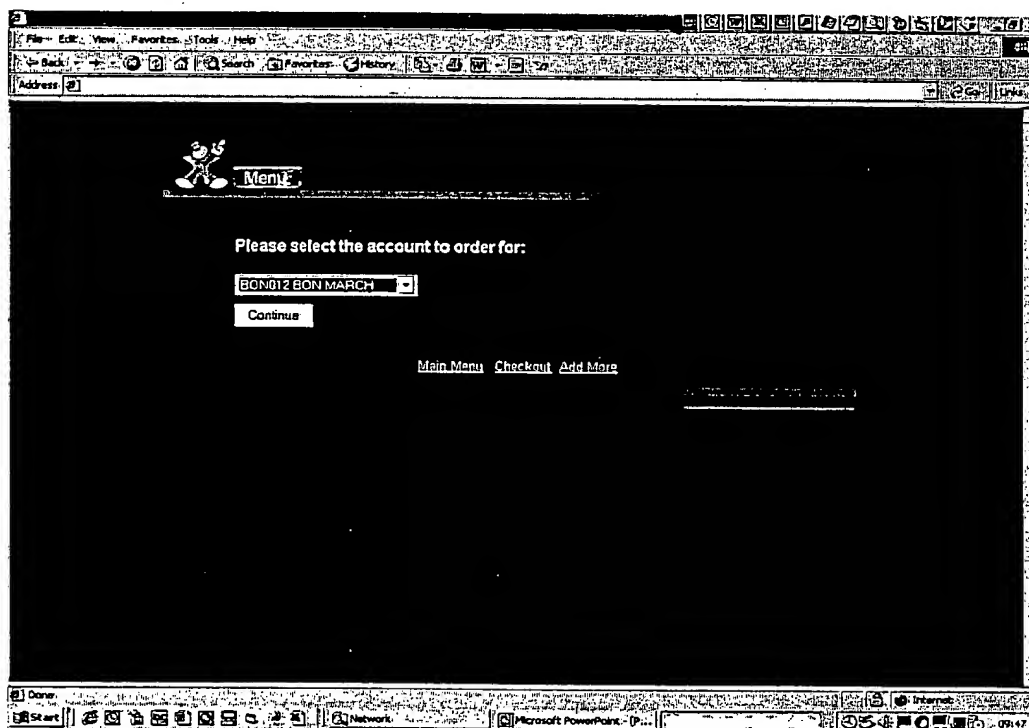 File Edit View Favorites Tools Help
Back Search Favorites History
Address Go Links
Menu
Please select the account to order for:
BON012 BON MARCH
Continue
Main Menu Checkout Add More
Done Internet
Start Network Microsoft PowerPoint - [P...